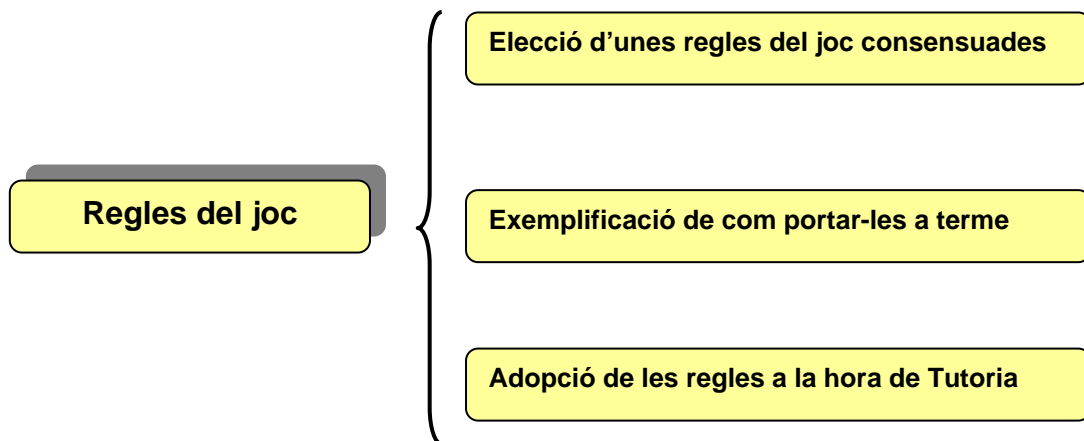 Elecció d’unes regles del joc consensuades
Regles del joc
Exemplificació de com portar-les a terme
Adopció de les regles a la hora de Tutoria